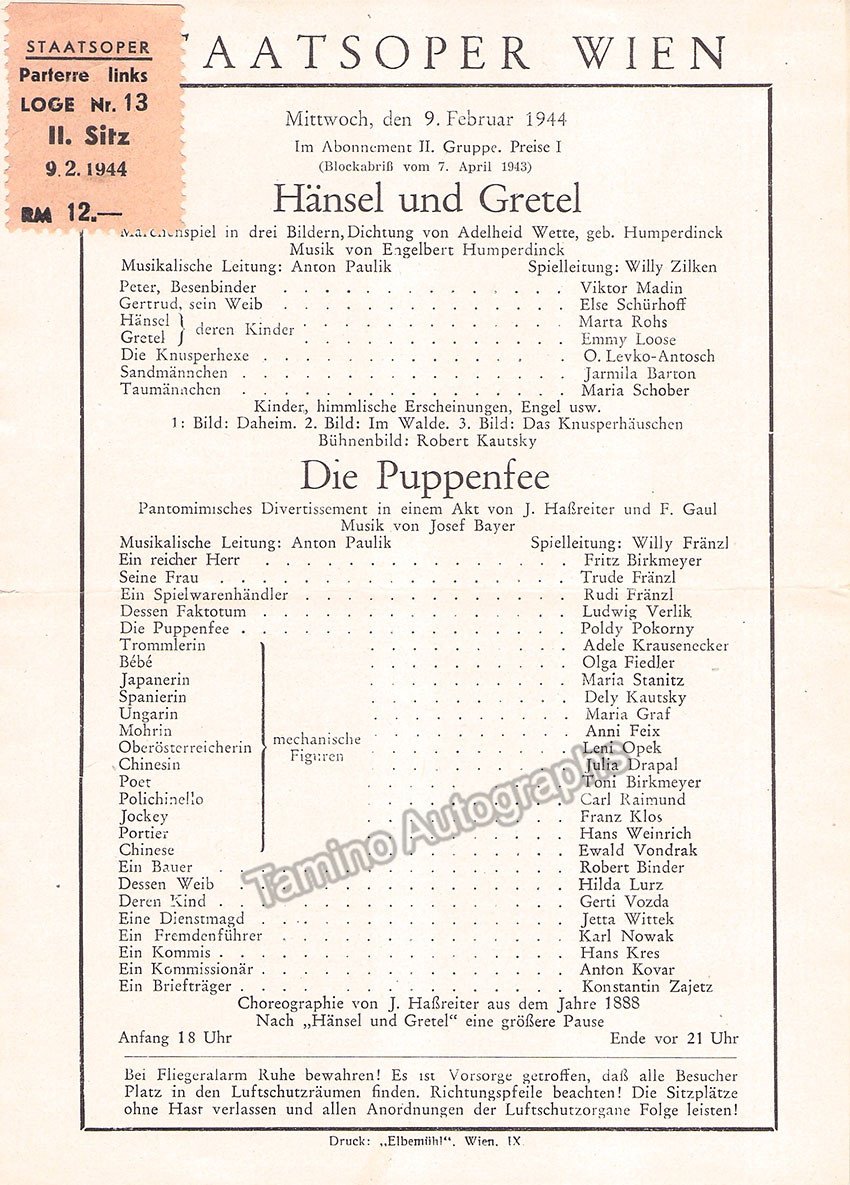 STAATSOPER
Parterre links
LOGE Nr. 13
II. Sitz
9.2.1944
RM 12.—
TAATSOPER WIEN
Mittwoch, den 9. Februar 1944
Im Abonnement II. Gruppe. Preise I
(Blockabriß vom 7. April 1943)
Hänsel und Gretel
Märchenspiel in drei Bildern, Dichtung von Adelheid Wette, geb. Humperdinck
Musik von Engelbert Humperdinck
Musikalische Leitung: Anton Paulik Spielleitung: Willy Zilken
Peter, Besenbinder . . . . . . . . . . . . . . Viktor Madin
Gertrud, sein Weib . . . . . . . . . . . . . . Else Schürhoff
Hänsel } deren Kinder . . . . . . . . . . . . Marta Rohs
Gretel } . . . . . . . . . . . . Emmy Loose
Die Knusperhexe . . . . . . . . . . . . . . O. Levko-Antosch
Sandmännchen . . . . . . . . . . . . . . . Jarmila Barton
Taumännchen . . . . . . . . . . . . . . . Maria Schober
Kinder, himmlische Erscheinungen, Engel usw.
1: Bild: Daheim. 2. Bild: Im Walde. 3. Bild: Das Knusperhäuschen
Bühnenbild: Robert Kautsky
Die Puppenfee
Pantomimisches Divertissement in einem Akt von J. Haßreiter und F. Gaul
Musik von Josef Bayer
Musikalische Leitung: Anton Paulik Spielleitung: Willy Fränzl
Ein reicher Herr . . . . . . . . . . . . . . Fritz Birkmeyer
Seine Frau . . . . . . . . . . . . . . . . Trude Fränzl
Ein Spielwarenhändler . . . . . . . . . . . . Rudi Fränzl
Dessen Faktotum . . . . . . . . . . . . . . Ludwig Verlik
Die Puppenfee . . . . . . . . . . . . . . . Poldy Pokorny
Trommlerin . . . . . . . . . Adele Krausenecker
Bébé . . . . . . . . . Olga Fiedler
Japanerin . . . . . . . . . Maria Stanitz
Spanierin . . . . . . . . . Dely Kautsky
Ungarin . . . . . . . . . Maria Graf
Mohrin . . . . . . . . . Anni Feix
Oberösterreicherin } mechanische Figuren . . . . . . . . . Leni Opek
Chinesin . . . . . . . . . Julia Drapal
Poet . . . . . . . . . Toni Birkmeyer
Polichinello . . . . . . . . . Carl Raimund
Jockey . . . . . . . . . Franz Klos
Portier . . . . . . . . . Hans Weinrich
Chinese . . . . . . . . . Ewald Vondrak
Ein Bauer . . . . . . . . . . . . . . . . Robert Binder
Dessen Weib . . . . . . . . . . . . . . . Hilda Lurz
Deren Kind . . . . . . . . . . . . . . . . Gerti Vozda
Eine Dienstmagd . . . . . . . . . . . . . . Jetta Wittek
Ein Fremdenführer . . . . . . . . . . . . . Karl Nowak
Ein Kommis . . . . . . . . . . . . . . . . Hans Kres
Ein Kommissionär . . . . . . . . . . . . . . Anton Kovar
Ein Briefträger . . . . . . . . . . . . . . Konstantin Zajetz
Choreographie von J. Haßreiter aus dem Jahre 1888
Nach „Hänsel und Gretel“ eine größere Pause
Anfang 18 Uhr Ende vor 21 Uhr
Bei Fliegeralarm Ruhe bewahren! Es ist Vorsorge getroffen, daß alle Besucher
Platz in den Luftschutzräumen finden. Richtungspfeile beachten! Die Sitzplätze
ohne Hast verlassen und allen Anordnungen der Luftschutzorgane Folge leisten!
Druck: „Elbemühl“. Wien. IX.
Tamino Autographs